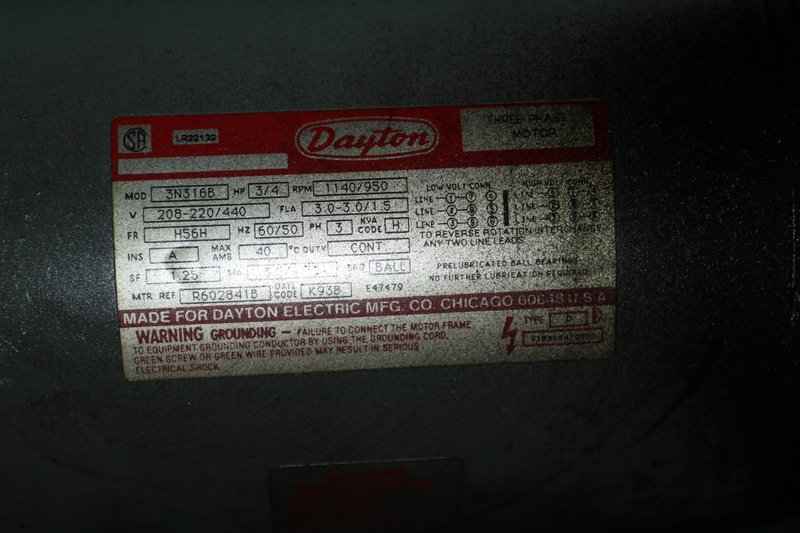 SA LR22132 Dayton THREE PHASE
MOTOR
MOD 3N316B HP 3/4 RPM 1140/950
V 208-220/440 FLA 3.0-3.0/1.5
FR H56H HZ 60/50 PH 3 KVA CODE H
INS A MAX AMB 40 °C DUTY CONT
SF 1.25 BRG BALL
MTR REF R602841B DATE CODE K93B E47479
LOW VOLT CONN. HIGH VOLT CONN.
LINE
LINE
LINE
TO REVERSE ROTATION INTERCHANGE
ANY TWO LINE LEADS
PRELUBRICATED BALL BEARINGS
NO FURTHER LUBRICATION REQUIRED
MADE FOR DAYTON ELECTRIC MFG. CO. CHICAGO 60648 U.S.A
WARNING GROUNDING — FAILURE TO CONNECT THE MOTOR FRAME
TO EQUIPMENT GROUNDING CONDUCTOR BY USING THE GROUNDING CORD,
GREEN SCREW OR GREEN WIRE PROVIDED MAY RESULT IN SERIOUS
ELECTRICAL SHOCK.
TYPE P